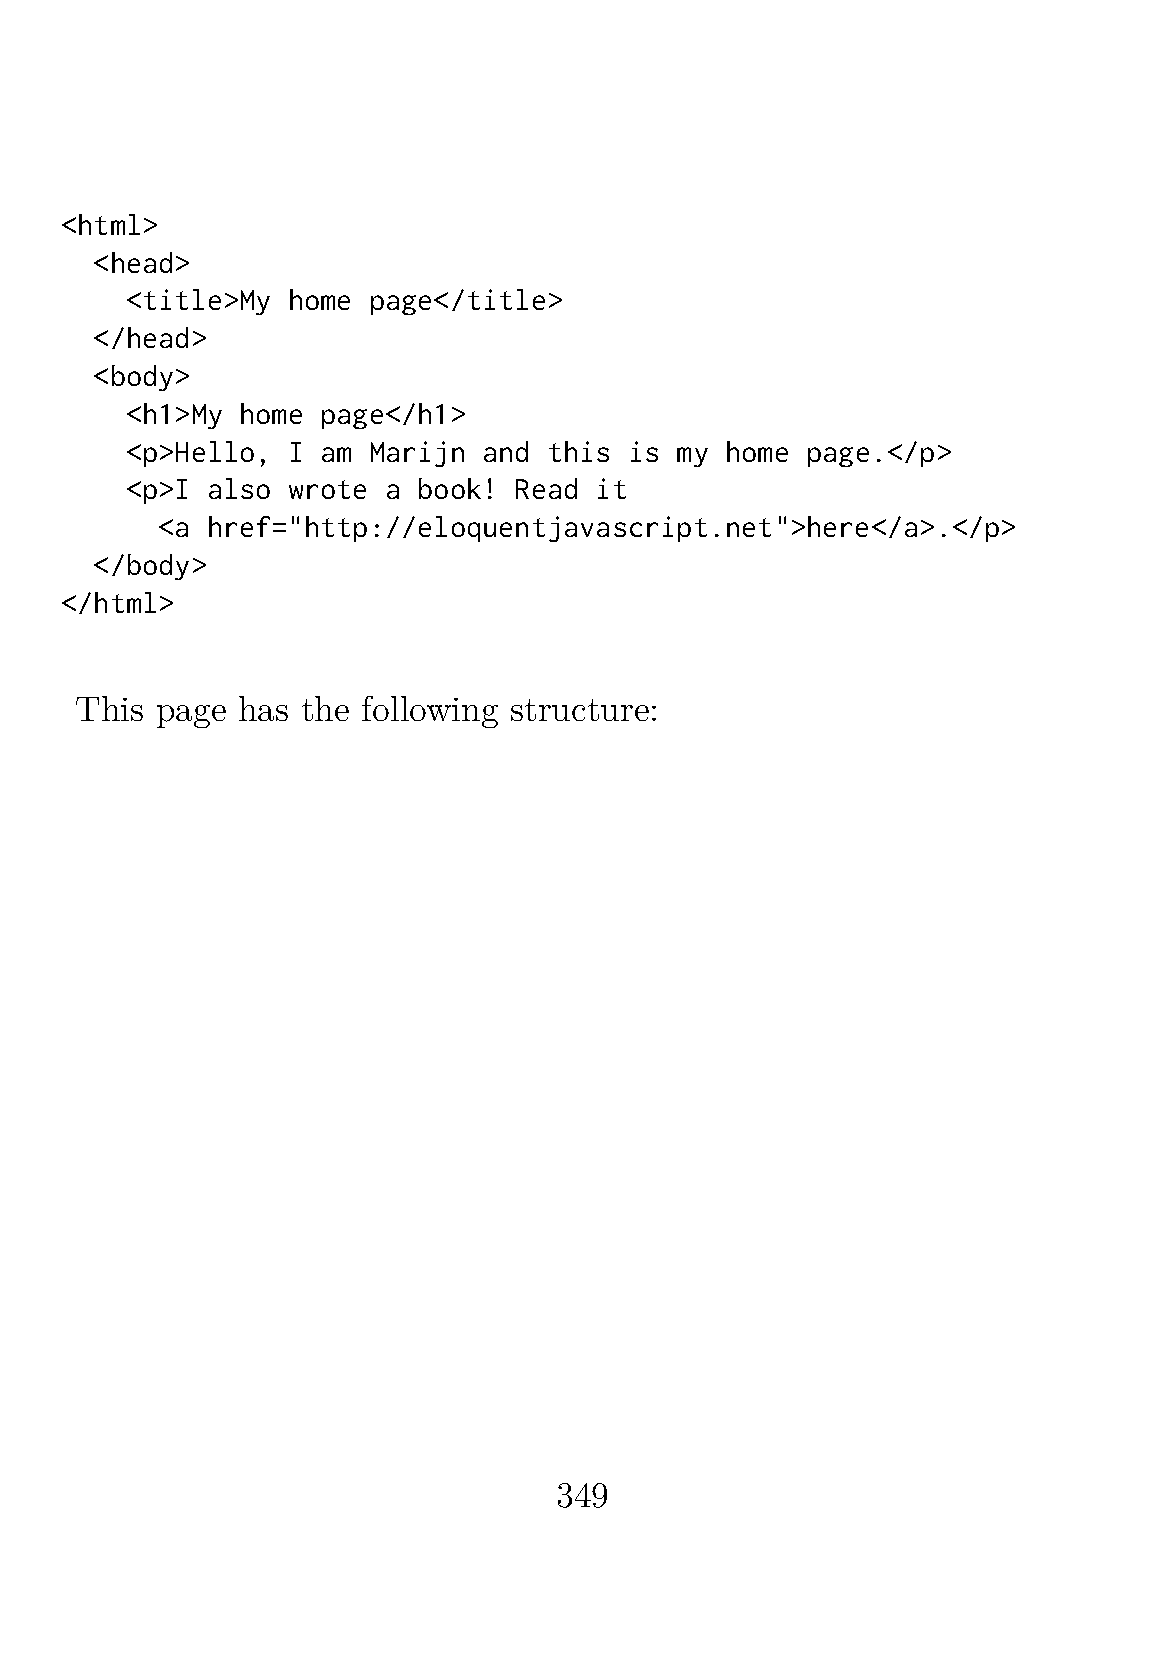 <html>
  <head>
    <title>My home page</title>
  </head>
  <body>
    <h1>My home page</h1>
    <p>Hello, I am Marijn and this is my home page.</p>
    <p>I also wrote a book! Read it
      <a href="http://eloquentjavascript.net">here</a>.</p>
  </body>
</html>
This page has the following structure:
349